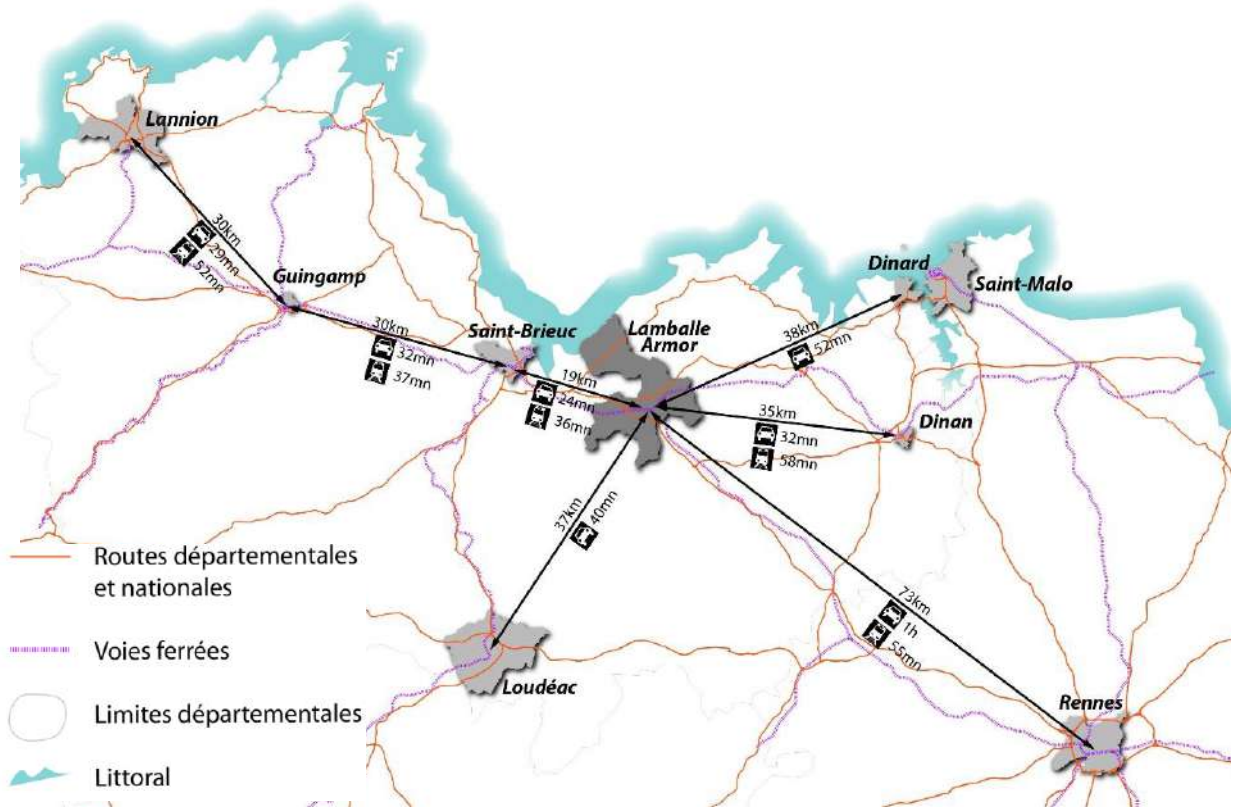 Lannion
30km
29mn
52mn
Guingamp
30km
32mn
37mn
Saint-Brieuc
19km
24mn
36mn
Lamballe
Armor
Dinard
Saint-Malo
38km
52mn
35km
32mn
58mn
Dinan
37km
40mn
73km
1h
55mn
Loudéac
Rennes
Routes départementales
et nationales
Voies ferrées
Limites départementales
Littoral